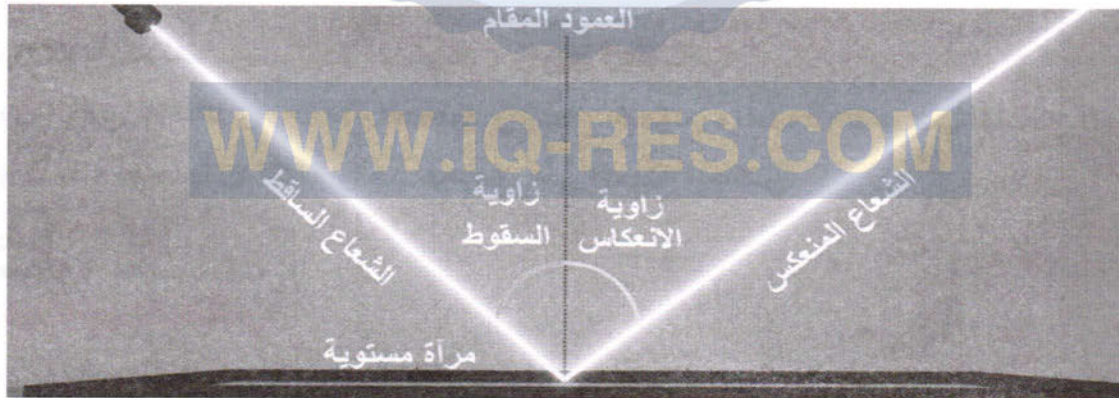 العمود المقام
WWW.iQ-RES.COM
زاوية
الانعكاس
زاوية
السقوط
الشعاع المنعكس
الشعاع الساقط
مرآة مستوية